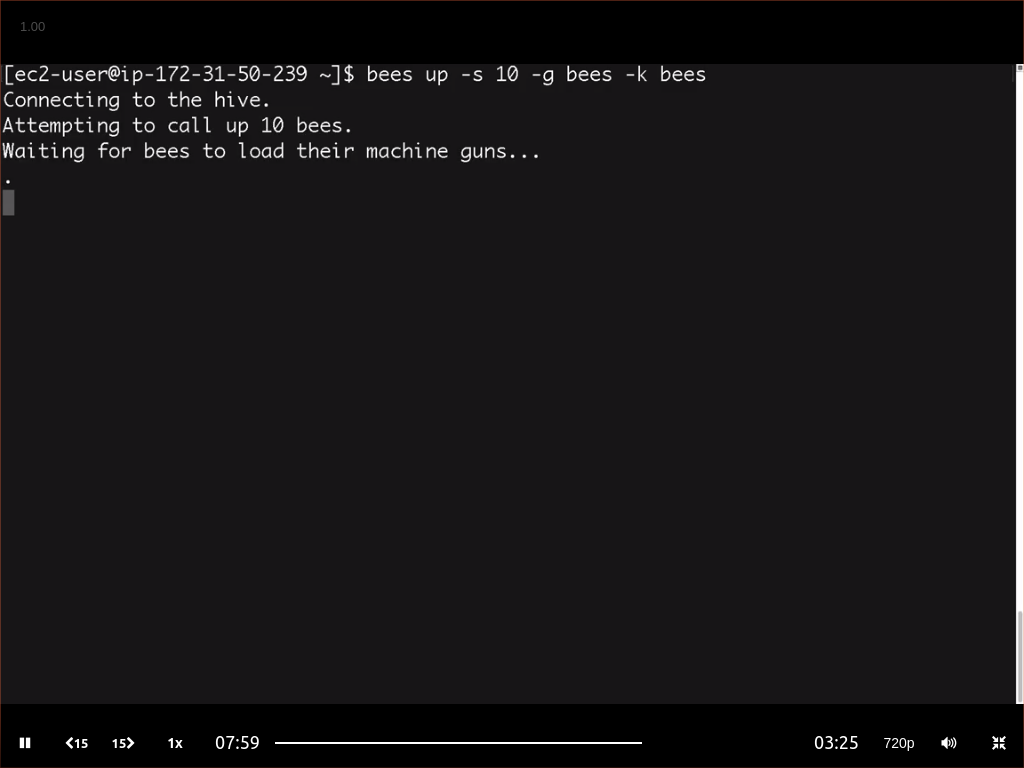 1.00
[ec2-user@ip-172-31-50-239 ~]$ bees up -s 10 -g bees -k bees
Connecting to the hive.
Attempting to call up 10 bees.
Waiting for bees to load their machine guns...
.
15 15 1x 07:59 03:25 720p